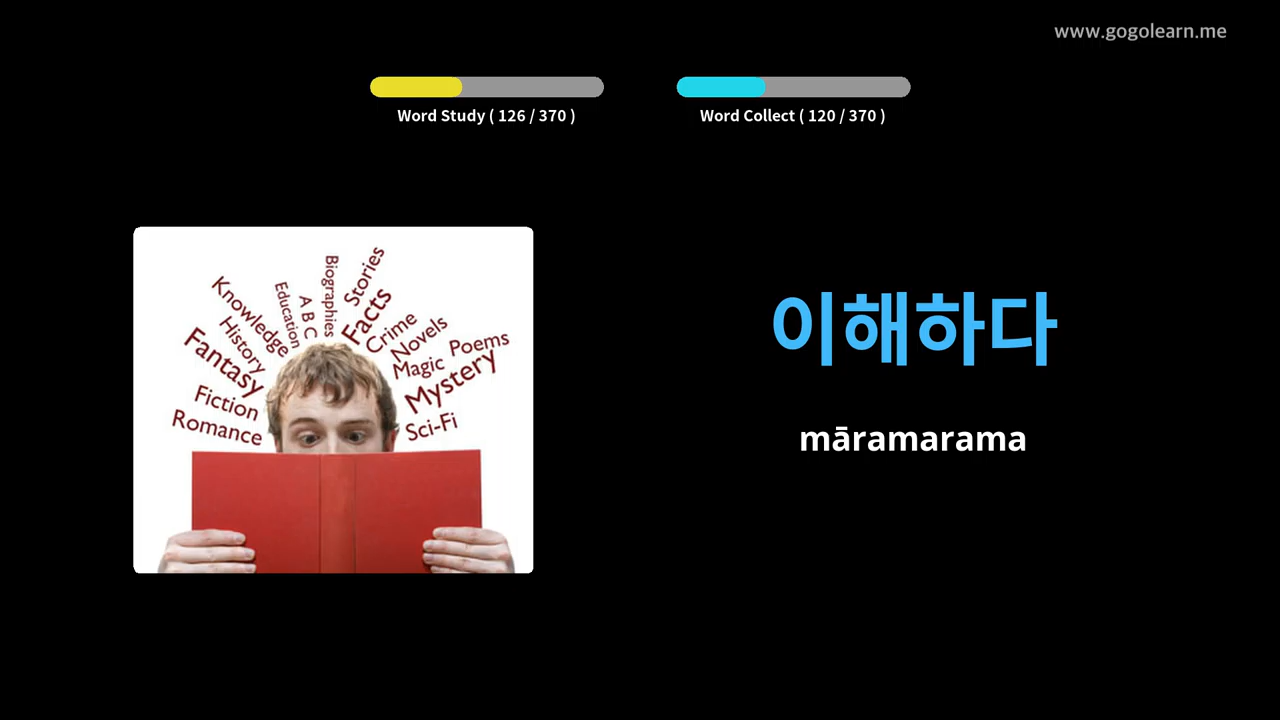 www.gogolearn.me
Word Study ( 126 / 370 )
Word Collect ( 120 / 370 )
Stories
Biographies
Facts
A B C
Education
Knowledge
Crime
Novels
History
Poems
Fantasy
Magic
Mystery
Fiction
Romance
Sci-Fi
이해하다
māramarama